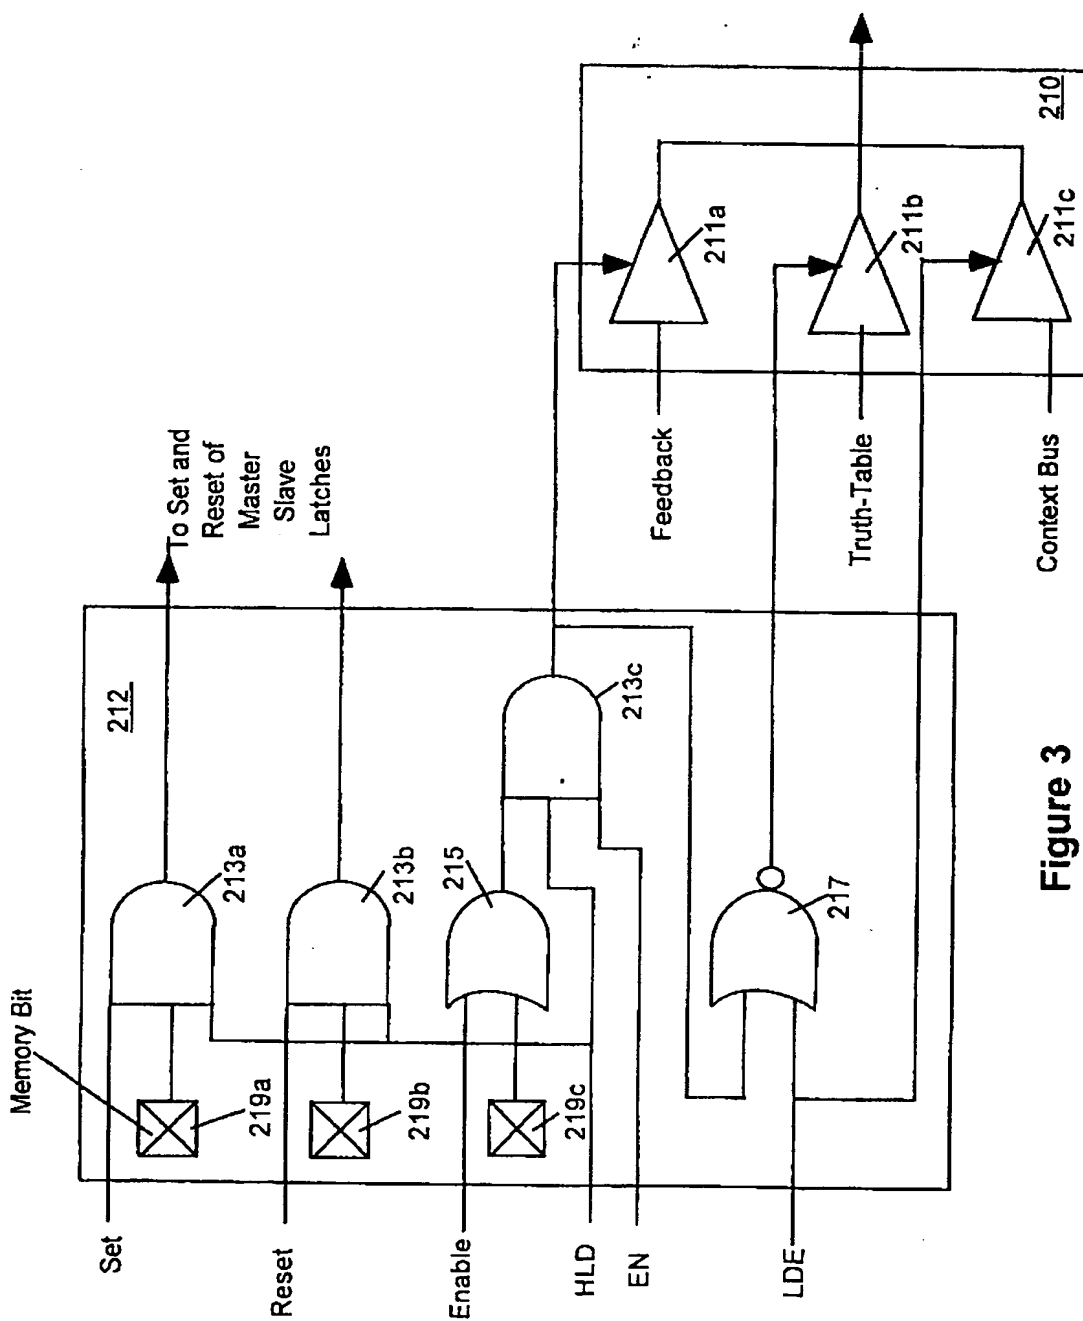 Memory Bit
Set
219a
213a
212
To Set and
Reset of
Master
Slave
Latches
Reset
219b
213b
Enable
219c
215
213c
HLD
EN
LDE
217
Feedback
211a
Truth-Table
211b
Context Bus
211c
210
Figure 3